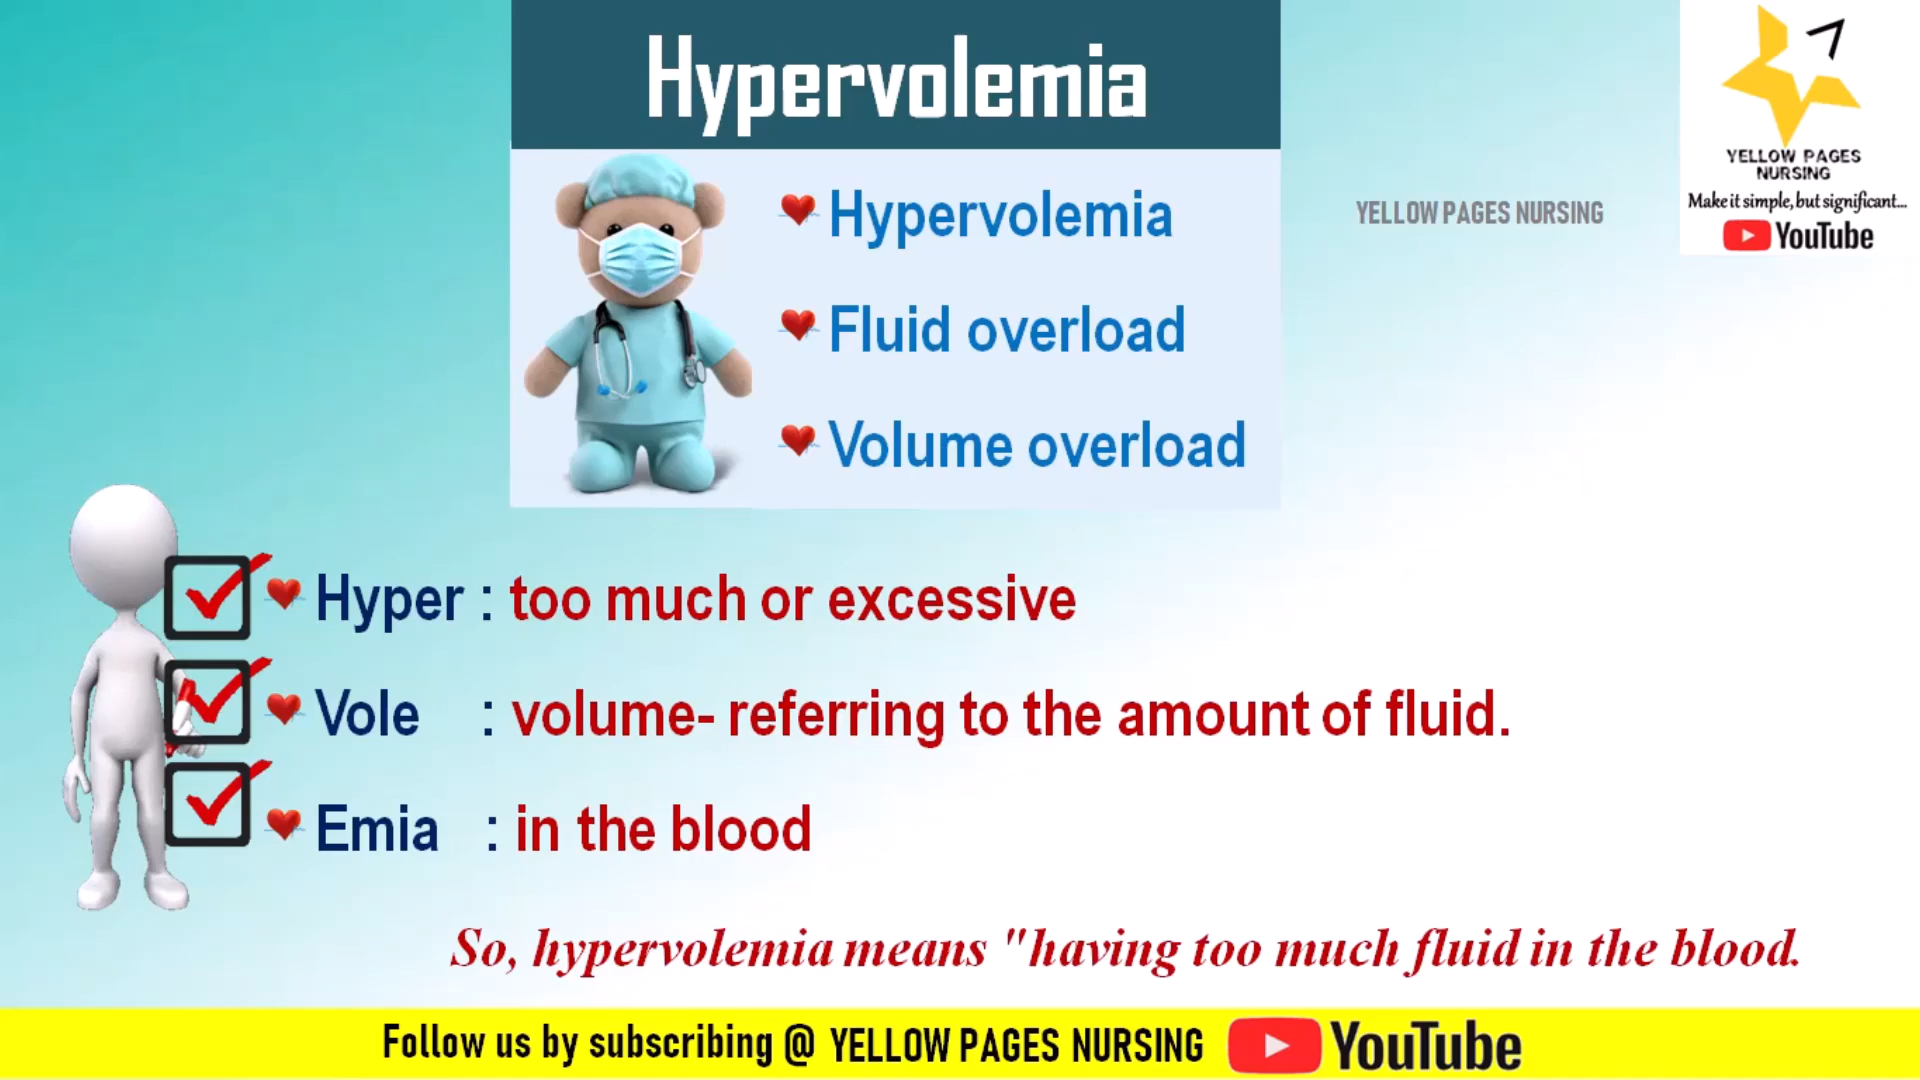 Hypervolemia
Hypervolemia
Fluid overload
Volume overload
YELLOW PAGES NURSING
YELLOW PAGES
NURSING
Make it simple, but significant...
YouTube
Hyper : too much or excessive
Vole : volume- referring to the amount of fluid.
Emia : in the blood
So, hypervolemia means "having too much fluid in the blood.
Follow us by subscribing @ YELLOW PAGES NURSING YouTube